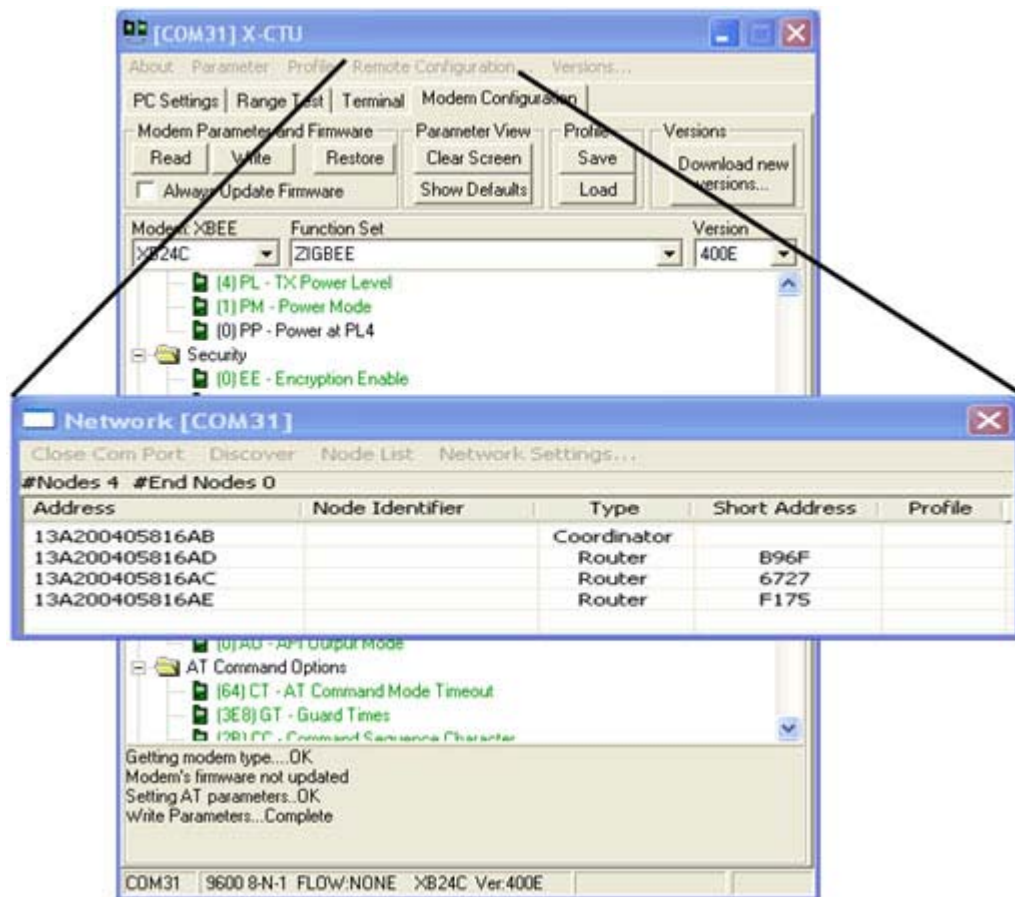 [COM31] X-CTU
About Parameter Profile Remote Configuration... Versions...
PC Settings Range Test Terminal Modem Configuration
Modem Parameter and Firmware Parameter View Profile Versions
Read Write Restore Clear Screen Save Download new versions...
Always Update Firmware Show Defaults Load
Modem: XBEE Function Set Version
XB24C ZIGBEE 400E
(4) PL - TX Power Level
(1) PM - Power Mode
(0) PP - Power at PL4
Security
(0) EE - Encryption Enable
Network [COM31]
Close Com Port Discover Node List Network Settings...
#Nodes 4 #End Nodes 0
Address Node Identifier Type Short Address Profile
13A200405816AB Coordinator
13A200405816AD Router B96F
13A200405816AC Router 6727
13A200405816AE Router F175
(0) AO - API Output Mode
AT Command Options
(64) CT - AT Command Mode Timeout
(3E8) GT - Guard Times
(2B) CC - Command Sequence Character
Getting modem type....OK
Modem's firmware not updated
Setting AT parameters..OK
Write Parameters...Complete
COM31 9600 8-N-1 FLOW:NONE XB24C Ver:400E